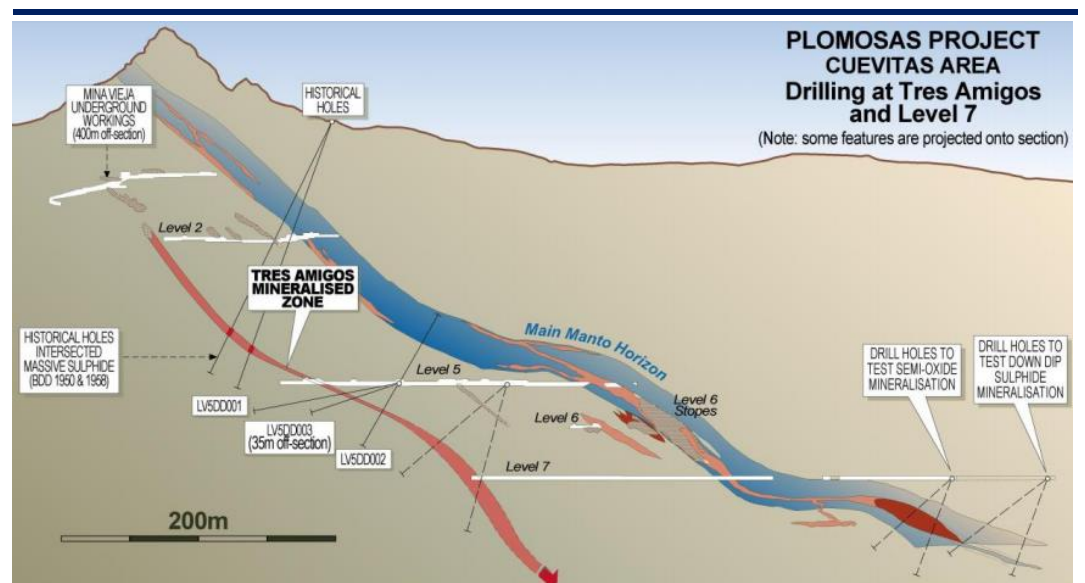 PLOMOSAS PROJECT
CUEVITAS AREA
Drilling at Tres Amigos
and Level 7
(Note: some features are projected onto section)
MINA VIEJA
UNDERGROUND
WORKINGS
(400m off-section)
HISTORICAL
HOLES
Level 2
TRES AMIGOS
MINERALISED
ZONE
Main Manto Horizon
HISTORICAL HOLES
INTERSECTED
MASSIVE SULPHIDE
(BDD 1950 & 1958)
DRILL HOLES TO
TEST SEMI-OXIDE
MINERALISATION
DRILL HOLES TO
TEST DOWN DIP
SULPHIDE
MINERALISATION
Level 5
LV5DD001
LV5DD003
(35m off-section)
LV5DD002
Level 6
Level 6
Stopes
Level 7
200m